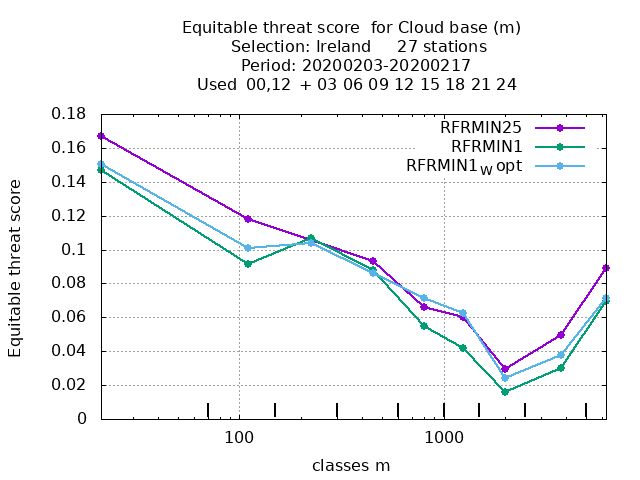 Equitable threat score  for Cloud base (m)
Selection: Ireland     27 stations
Period: 20200203-20200217
Used  00,12  + 03 06 09 12 15 18 21 24
RFRMIN25
RFRMIN1
RFRMIN1W opt
Equitable threat score
0.18
0.16
0.14
0.12
0.1
0.08
0.06
0.04
0.02
0
100 1000
classes m